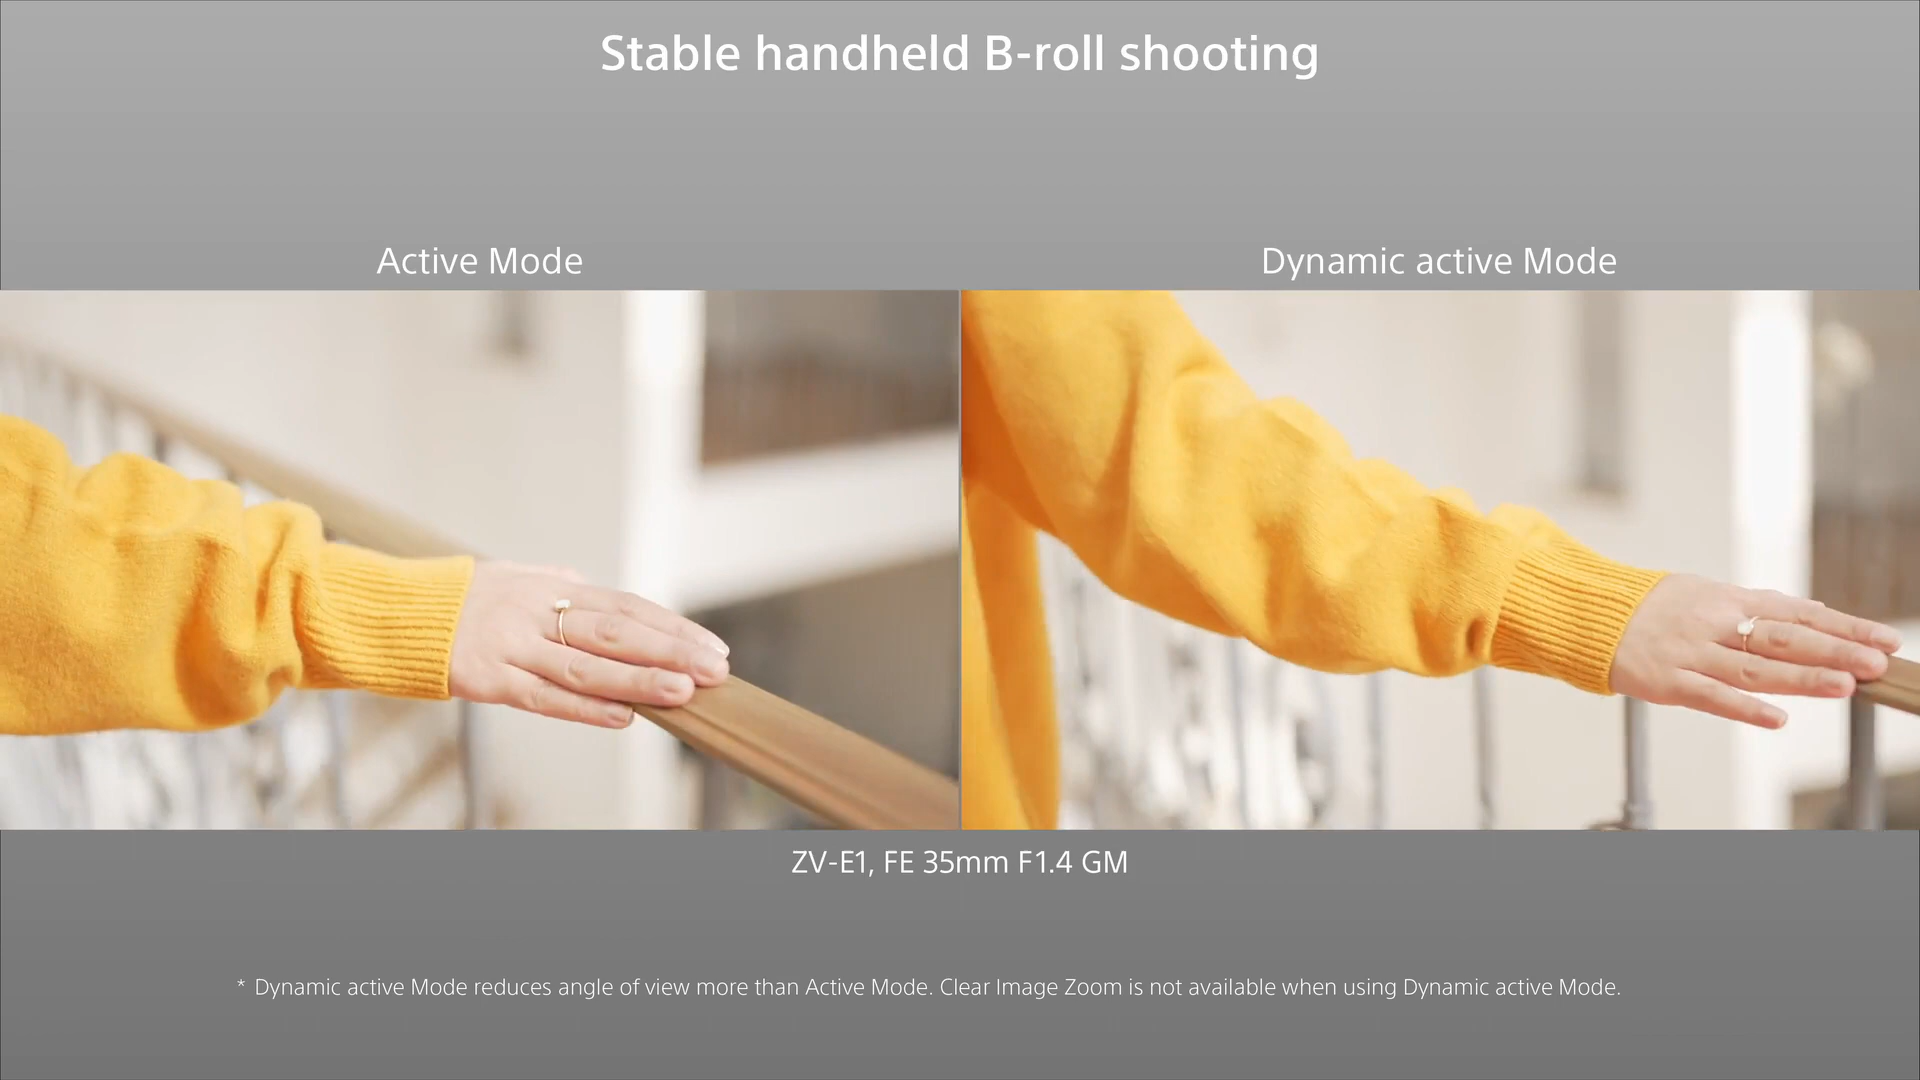 Stable handheld B-roll shooting
Active Mode
Dynamic active Mode
ZV-E1, FE 35mm F1.4 GM
* Dynamic active Mode reduces angle of view more than Active Mode. Clear Image Zoom is not available when using Dynamic active Mode.